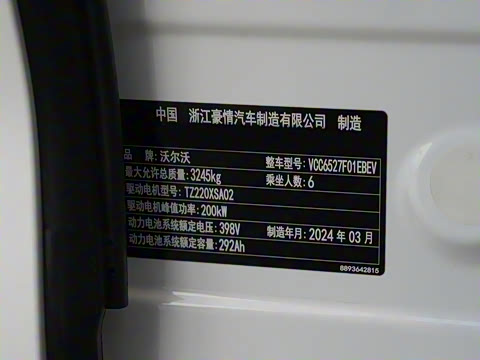 中国 浙江豪情汽车制造有限公司 制造
品 牌:沃尔沃 整车型号:VCC6527F01EBEV
最大允许总质量:3245kg 乘坐人数:6
驱动电机型号:TZ220XSA02
驱动电机峰值功率:200kW
动力电池系统额定电压:398V 制造年月:2024年03月
动力电池系统额定容量:292Ah
8893642815